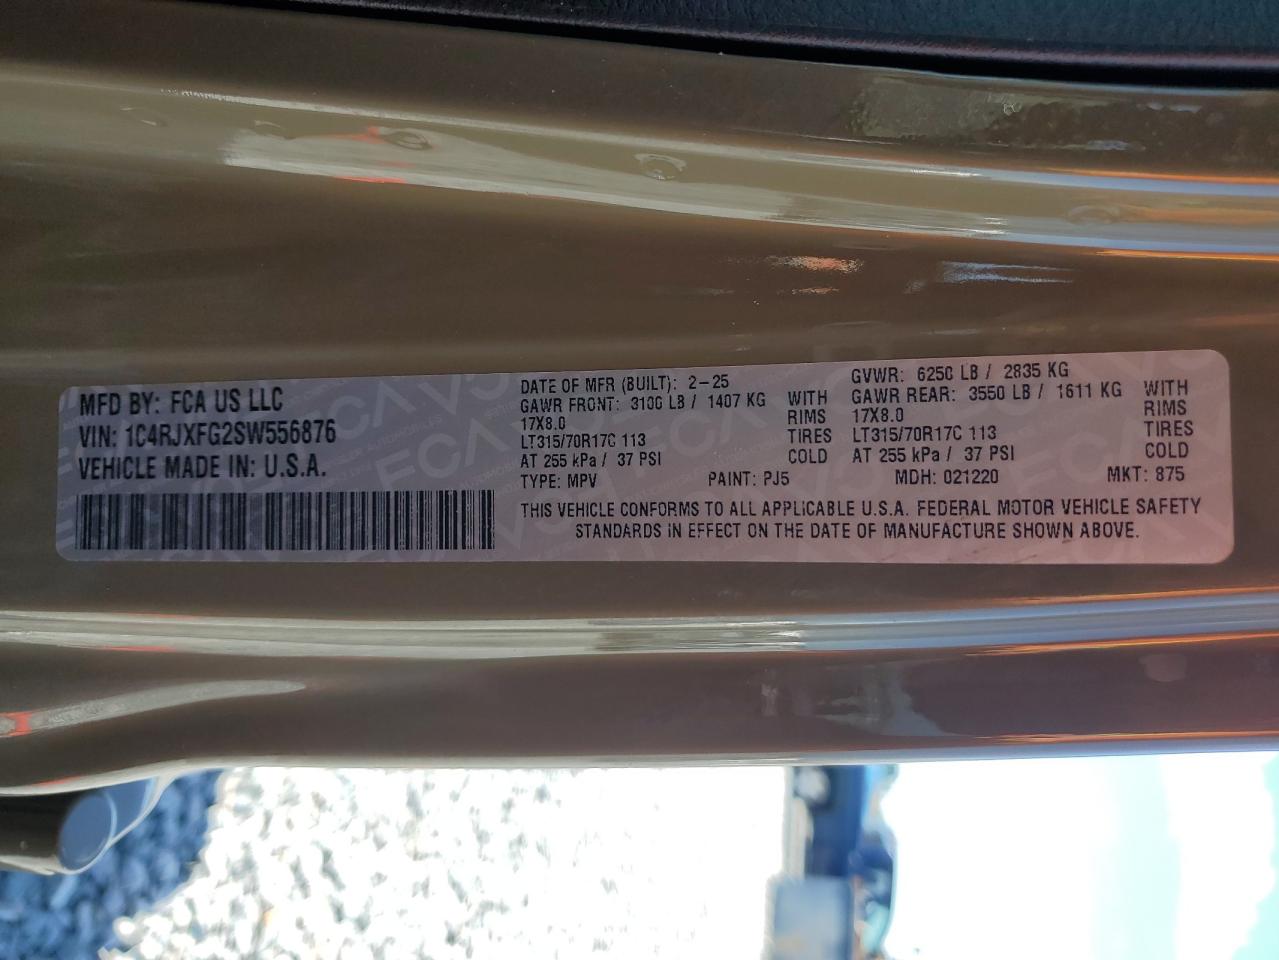 MFD BY: FCA US LLC
VIN: 1C4RJXFG2SW556876
VEHICLE MADE IN: U.S.A.
DATE OF MFR (BUILT): 2-25
GAWR FRONT: 3100 LB / 1407 KG WITH
17X8.0 RIMS
LT315/70R17C 113 TIRES
AT 255 kPa / 37 PSI COLD
GVWR: 6250 LB / 2835 KG
GAWR REAR: 3550 LB / 1611 KG WITH
17X8.0 RIMS
LT315/70R17C 113 TIRES
AT 255 kPa / 37 PSI COLD
TYPE: MPV PAINT: PJ5 MDH: 021220 MKT: 875
THIS VEHICLE CONFORMS TO ALL APPLICABLE U.S.A. FEDERAL MOTOR VEHICLE SAFETY
STANDARDS IN EFFECT ON THE DATE OF MANUFACTURE SHOWN ABOVE.